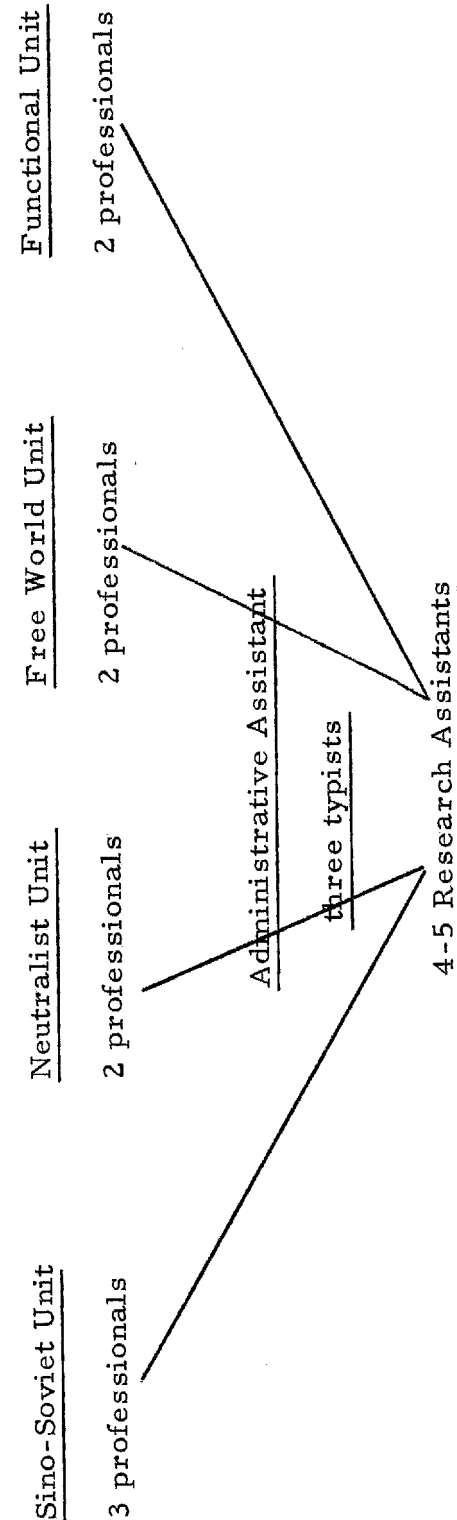 Sino-Soviet Unit
3 professionals
Neutralist Unit
2 professionals
Free World Unit
2 professionals
Functional Unit
2 professionals
Administrative Assistant
three typists
4-5 Research Assistants